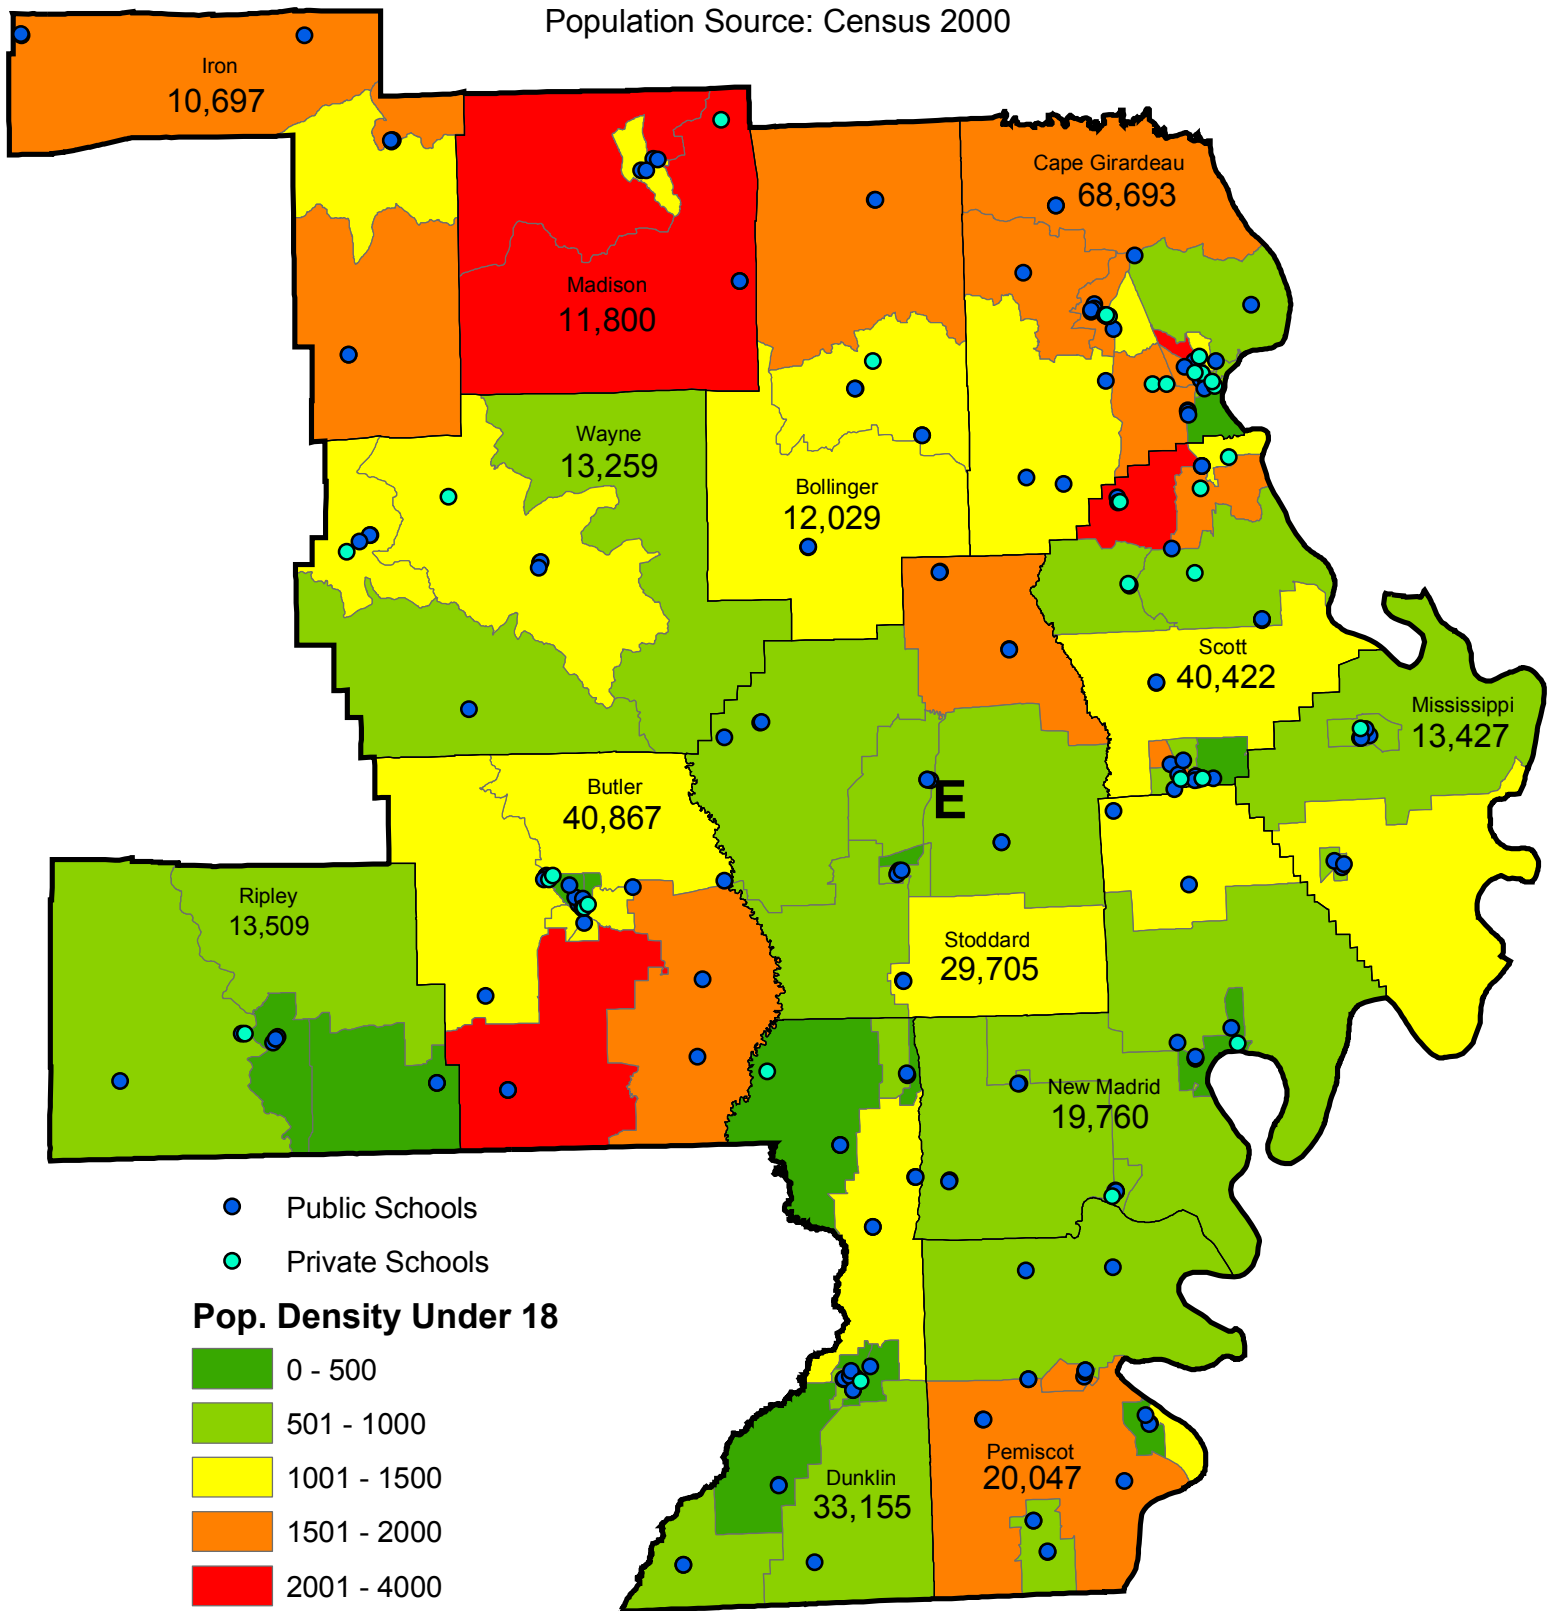 Population Source: Census 2000
Iron
10,697
Cape Girardeau
68,693
Madison
11,800
Wayne
13,259
Bollinger
12,029
Scott
40,422
Mississippi
13,427
Butler
40,867
E
Ripley
13,509
Stoddard
29,705
New Madrid
19,760
Public Schools
Private Schools
Pop. Density Under 18
0 - 500
501 - 1000
1001 - 1500
1501 - 2000
2001 - 4000
Pemiscot
20,047
Dunklin
33,155